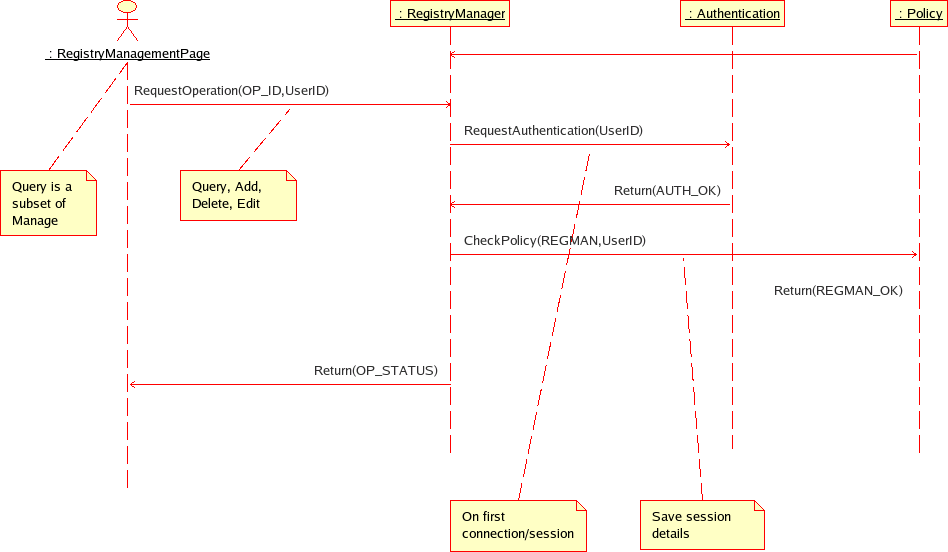 : RegistryManager
: Authentication
: Policy
: RegistryManagementPage
RequestOperation(OP_ID,UserID)
RequestAuthentication(UserID)
Query is a
subset of
Manage
Query, Add,
Delete, Edit
Return(AUTH_OK)
CheckPolicy(REGMAN,UserID)
Return(REGMAN_OK)
Return(OP_STATUS)
On first
connection/session
Save session
details